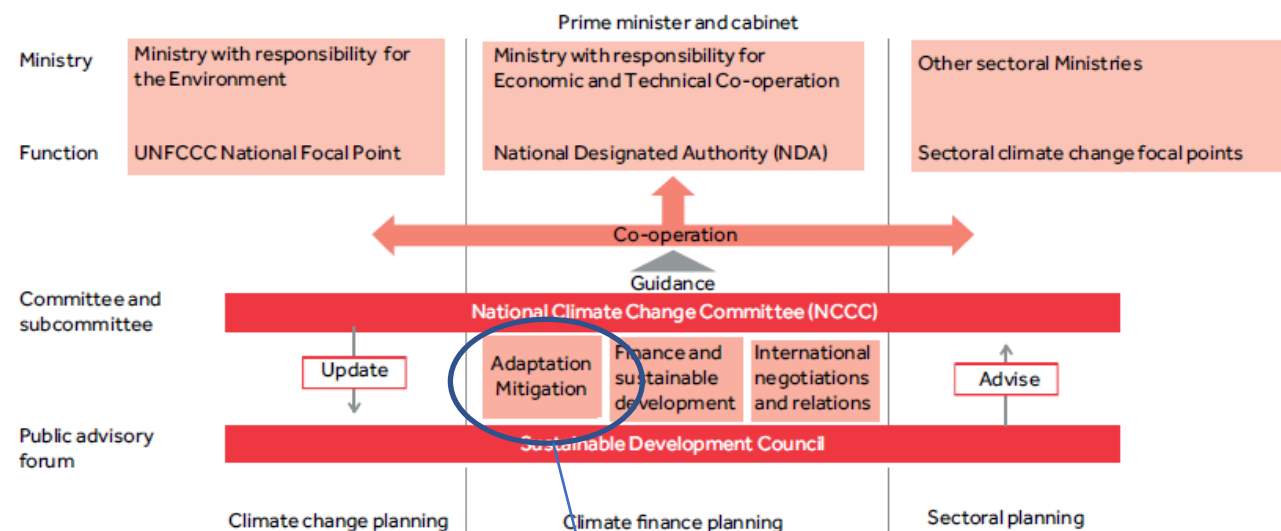 Prime minister and cabinet
Ministry
Ministry with responsibility for
the Environment
Ministry with responsibility for
Economic and Technical Co-operation
Other sectoral Ministries
Function
UNFCCC National Focal Point
National Designated Authority (NDA)
Sectoral climate change focal points
Co-operation
Guidance
Committee and
subcommittee
National Climate Change Committee (NCCC)
Update
Adaptation
Mitigation
Finance and
sustainable
development
International
negotiations
and relations
Advise
Public advisory
forum
Sustainable Development Council
Climate change planning
Climate finance planning
Sectoral planning